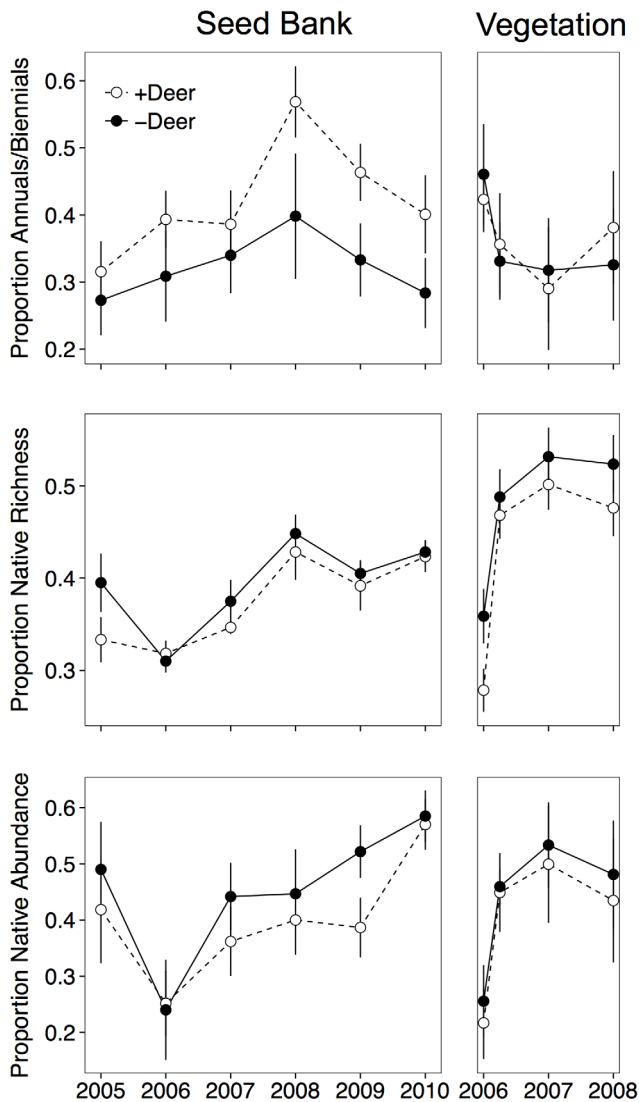 Seed Bank
Vegetation
Proportion Annuals/Biennials
0.6
0.5
0.4
0.3
0.2
+Deer
−Deer
Proportion Native Richness
0.5
0.4
0.3
Proportion Native Abundance
0.6
0.5
0.4
0.3
0.2
2005 2006 2007 2008 2009 2010
2006 2007 2008